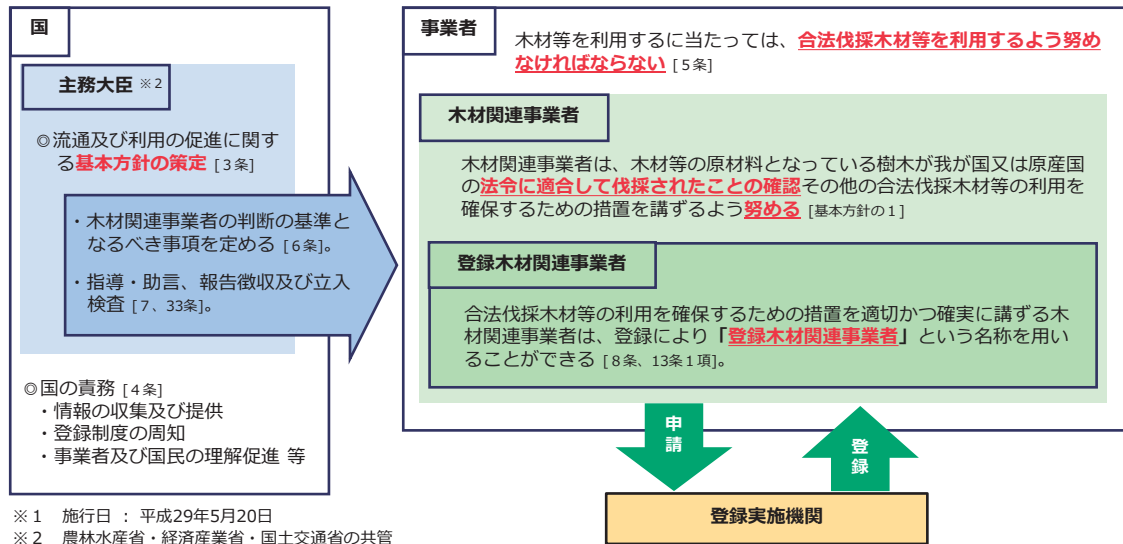 国
主務大臣 ※2
◎流通及び利用の促進に関す
る基本方針の策定 [3条]
・木材関連事業者の判断の基準と
なるべき事項を定める [6条]。
・指導・助言、報告徴収及び立入
検査 [7、33条]。
◎国の責務 [4条]
・情報の収集及び提供
・登録制度の周知
・事業者及び国民の理解促進 等
事業者
木材等を利用するに当たっては、合法伐採木材等を利用するよう努め
なければならない [5条]
木材関連事業者
木材関連事業者は、木材等の原材料となっている樹木が我が国又は原産国
の法令に適合して伐採されたことの確認その他の合法伐採木材等の利用を
確保するための措置を講ずるよう努める [基本方針の1]
登録木材関連事業者
合法伐採木材等の利用を確保するための措置を適切かつ確実に講ずる木
材関連事業者は、登録により「登録木材関連事業者」という名称を用い
ることができる [8条、13条1項]。
申請
登録
登録実施機関
※1 施行日 : 平成29年5月20日
※2 農林水産省・経済産業省・国土交通省の共管